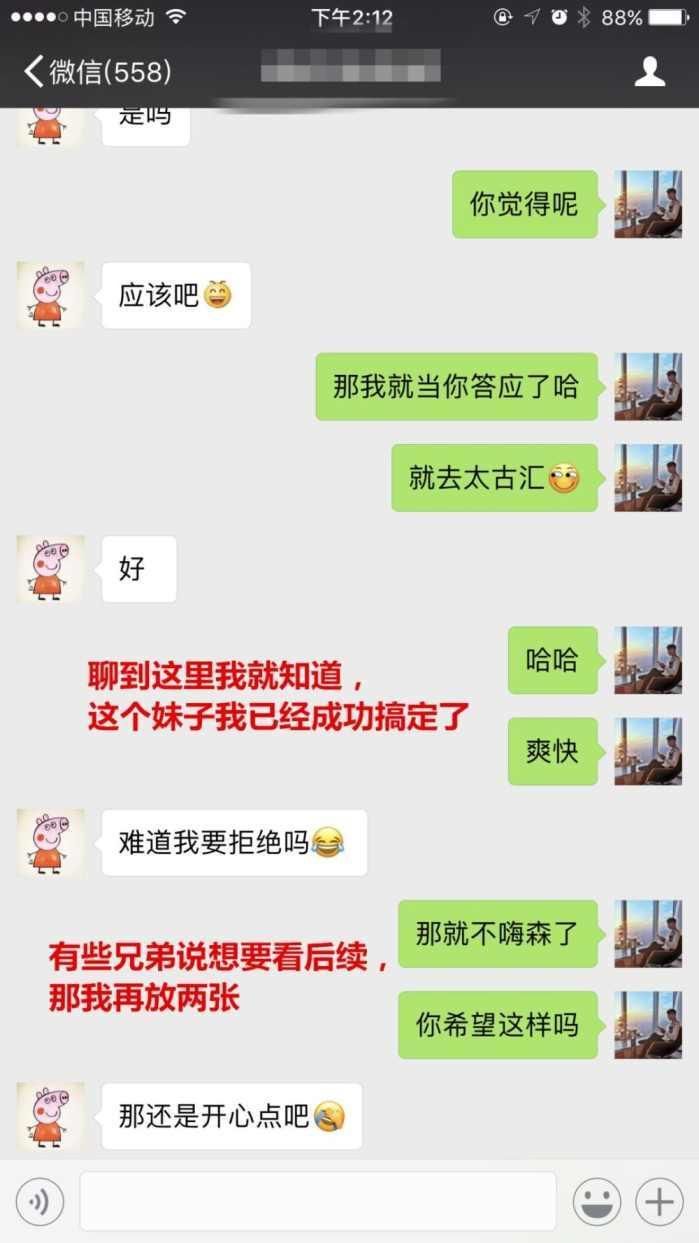 中国移动
下午2:12
88%
微信(558)
是吗
你觉得呢
应该吧
那我就当你答应了哈
就去太古汇
好
哈哈
聊到这里我就知道，
这个妹子我已经成功搞定了
爽快
难道我要拒绝吗
那就不嗨森了
有些兄弟说想要看后续，
那我再放两张
你希望这样吗
那还是开心点吧